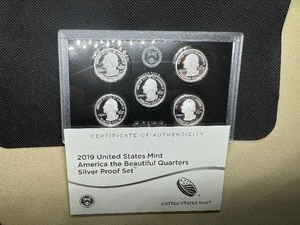 CERTIFICATE OF AUTHENTICITY
2019 United States Mint
America the Beautiful Quarters
Silver Proof Set™
UNITED STATES MINT